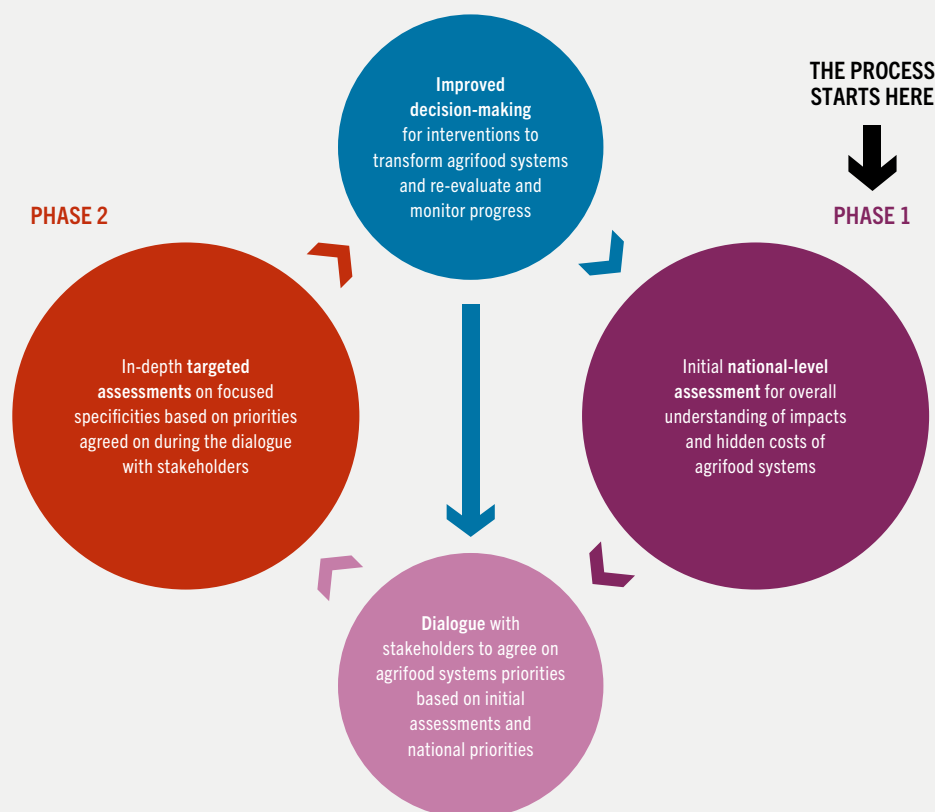 THE PROCESS
STARTS HERE
PHASE 1
Initial national-level
assessment for overall
understanding of impacts
and hidden costs of
agrifood systems
Dialogue with
stakeholders to agree on
agrifood systems priorities
based on initial
assessments and
national priorities
PHASE 2
In-depth targeted
assessments on focused
specificities based on priorities
agreed on during the dialogue
with stakeholders
Improved
decision-making
for interventions to
transform agrifood systems
and re-evaluate and
monitor progress